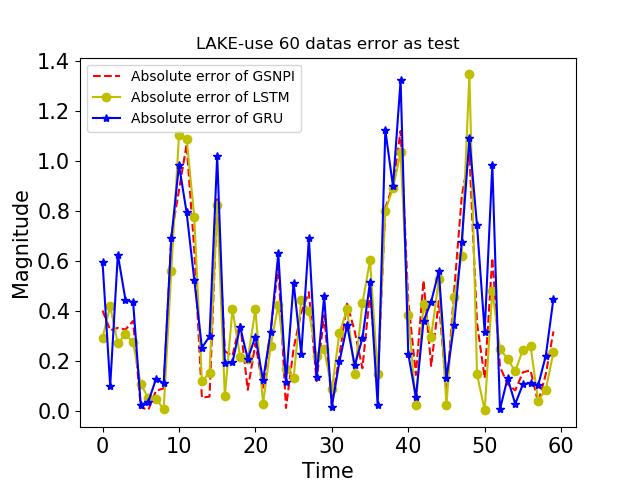 LAKE-use 60 datas error as test
Absolute error of GSNPI
Absolute error of LSTM
Absolute error of GRU
Magnitude
1.4
1.2
1.0
0.8
0.6
0.4
0.2
0.0
0 10 20 30 40 50 60
Time